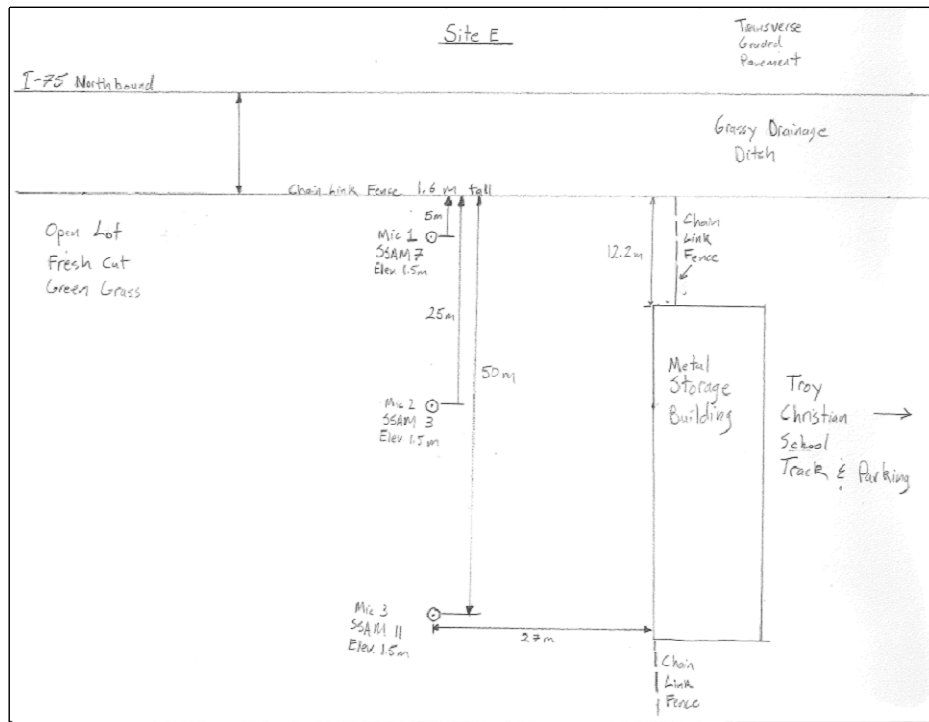 Site E
Transverse
Grooved
Pavement
I-75 Northbound
Grassy Drainage
Ditch
Chain Link Fence 1.6 m tall
Open Lot
Fresh Cut
Green Grass
5m
Mic 1
SSAM 7
Elev. 1.5m
12.2m
Chain
Link
Fence
25m
50m
Mic 2
SSAM 3
Elev 1.5m
Metal
Storage
Building
Troy
Christian
School
Track & Parking
Mic 3
SSAM 11
Elev. 1.5m
27m
Chain
Link
Fence